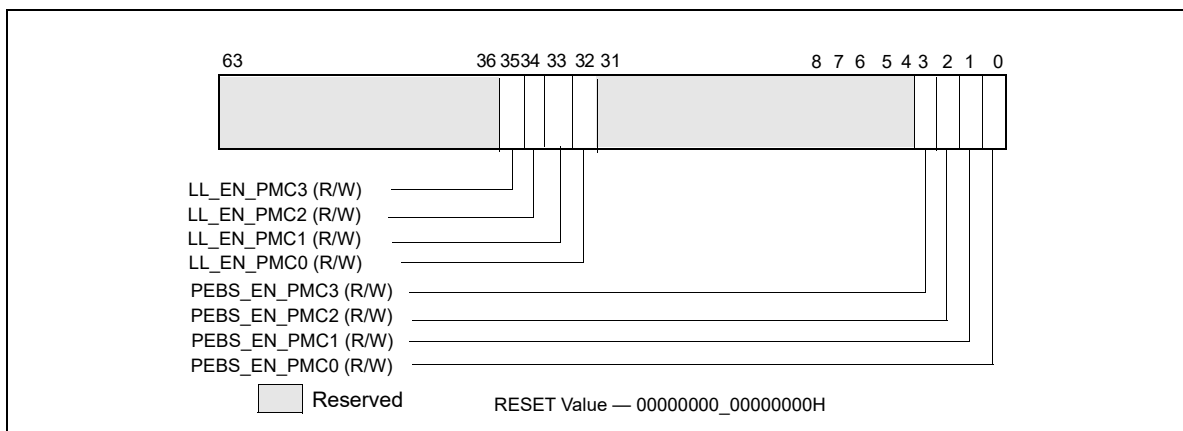 63 36 35 34 33 32 31 8 7 6 5 4 3 2 1 0
LL_EN_PMC3 (R/W)
LL_EN_PMC2 (R/W)
LL_EN_PMC1 (R/W)
LL_EN_PMC0 (R/W)
PEBS_EN_PMC3 (R/W)
PEBS_EN_PMC2 (R/W)
PEBS_EN_PMC1 (R/W)
PEBS_EN_PMC0 (R/W)
Reserved RESET Value — 00000000_00000000H